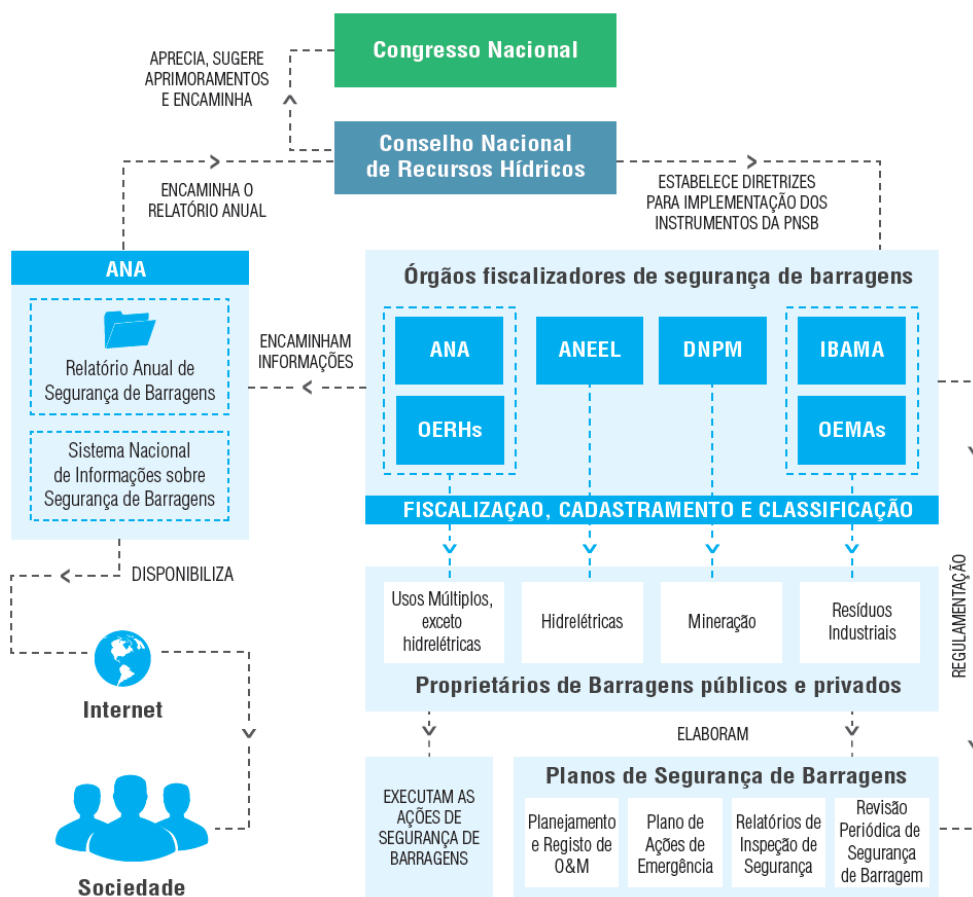 Congresso Nacional
APRECIA, SUGERE
APRIMORAMENTOS
E ENCAMINHA
Conselho Nacional
de Recursos Hídricos
ENCAMINHA O
RELATÓRIO ANUAL
ESTABELECE DIRETRIZES
PARA IMPLEMENTAÇÃO DOS
INSTRUMENTOS DA PNSB
ANA
Relatório Anual de
Segurança de Barragens
Sistema Nacional
de Informações sobre
Segurança de Barragens
ENCAMINHAM
INFORMAÇÕES
Órgãos fiscalizadores de segurança de barragens
ANA
ANEEL
DNPM
IBAMA
OERHs
OEMAs
FISCALIZAÇAO, CADASTRAMENTO E CLASSIFICAÇÃO
DISPONIBILIZA
Usos Múltiplos,
exceto
hidrelétricas
Hidrelétricas
Mineração
Resíduos
Industriais
Proprietários de Barragens públicos e privados
REGULAMENTAÇÃO
Internet
ELABORAM
EXECUTAM AS
AÇÕES DE
SEGURANÇA DE
BARRAGENS
Planos de Segurança de Barragens
Planejamento
e Registo de
O&M
Plano de
Ações de
Emergência
Relatórios de
Inspeção de
Segurança
Revisão
Periódica de
Segurança
de Barragem
Sociedade